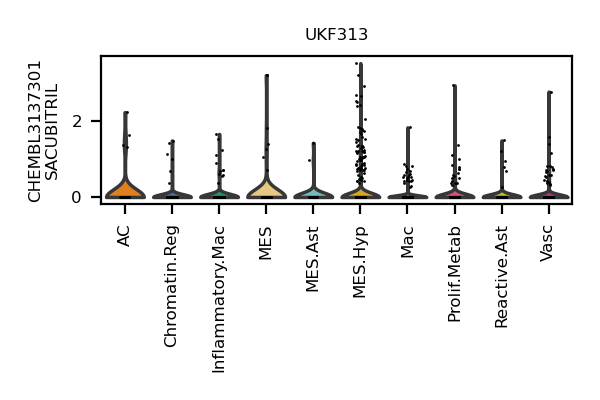 UKF313
CHEMBL3137301
SACUBITRIL
2
0
AC
Chromatin.Reg
Inflammatory.Mac
MES
MES.Ast
MES.Hyp
Mac
Prolif.Metab
Reactive.Ast
Vasc